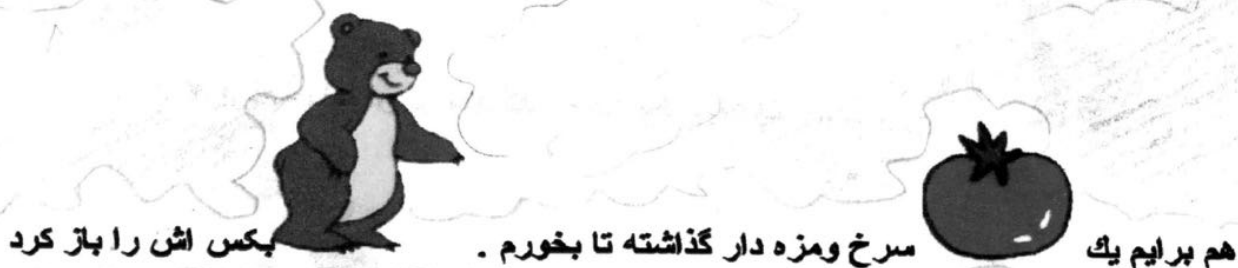 هم برایم یك سرخ ومزه دار گذاشته تا بخورم . بکس اش را باز کرد